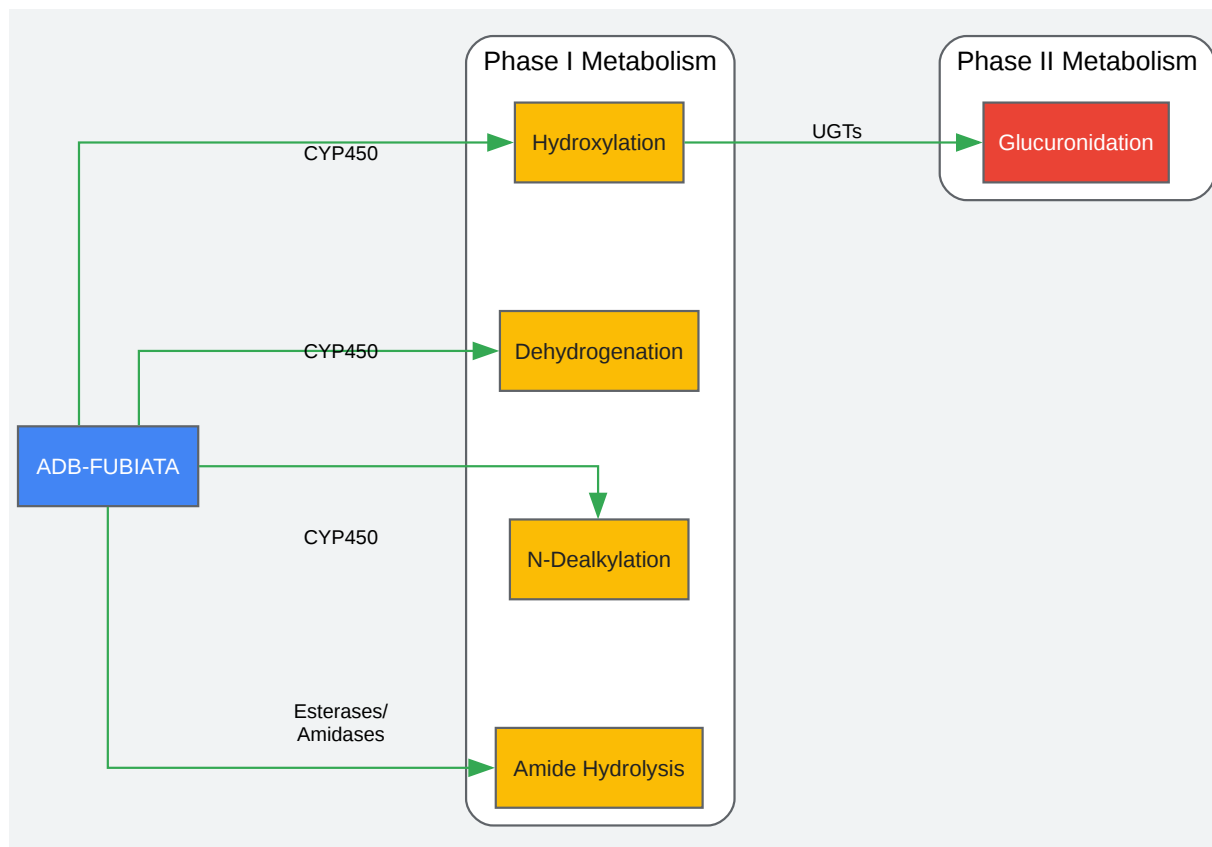 Phase I Metabolism
Phase II Metabolism
CYP450
Hydroxylation
UGTs
Glucuronidation
CYP450
Dehydrogenation
ADB-FUBIATA
CYP450
N-Dealkylation
Esterases/
Amidases
Amide Hydrolysis